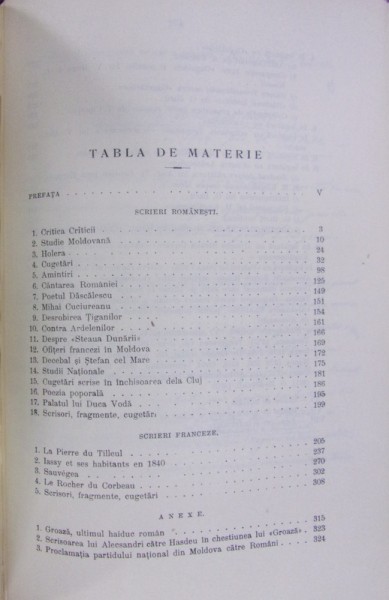 TABLA DE MATERIE
PREFAȚA . . . . . . . . . . . . . . . . . . . . V
SCRIERI ROMÂNEȘTI.
1. Critica Criticii . . . . . . . . . . . . . . . . 3
2. Studie Moldovană . . . . . . . . . . . . . . . . 10
3. Holera . . . . . . . . . . . . . . . . 24
4. Cugetări . . . . . . . . . . . . . . . . 32
5. Amintiri . . . . . . . . . . . . . . . . 98
6. Cântarea României . . . . . . . . . . . . . . . . 125
7. Poetul Dăscălescu . . . . . . . . . . . . . . . . 149
8. Mihai Cuciureanu . . . . . . . . . . . . . . . . 151
9. Desrobirea Țiganilor . . . . . . . . . . . . . . . . 154
10. Contra Ardelenilor . . . . . . . . . . . . . . . . 161
11. Despre «Steaua Dunării» . . . . . . . . . . . . . . . . 166
12. Ofițeri francezi în Moldova . . . . . . . . . . . . . . . . 169
13. Decebal și Ștefan cel Mare . . . . . . . . . . . . . . . . 172
14. Studii Naționale . . . . . . . . . . . . . . . . 175
15. Cugetări scrise în închisoarea dela Cluj . . . . . . . . . . 181
16. Poezia poporală . . . . . . . . . . . . . . . . 186
17. Palatul lui Duca Vodă . . . . . . . . . . . . . . . . 195
18. Scrisori, fragmente, cugetări . . . . . . . . . . . . . . . . 199
SCRIERI FRANCEZE.
1. La Pierre du Tilleul . . . . . . . . . . . . . . . . 205
2. Iassy et ses habitants en 1840 . . . . . . . . . . . . . . . . 237
3. Sauvegea . . . . . . . . . . . . . . . . 270
4. Le Rocher du Corbeau . . . . . . . . . . . . . . . . 302
5. Scrisori, fragmente, cugetări . . . . . . . . . . . . . . . . 308
ANEXE.
1. Groază, ultimul haiduc român . . . . . . . . . . . . . . . . 315
2. Scrisoarea lui Alecsandri către Hasdeu în chestiunea lui «Groază» . 323
3. Proclamația partidului național din Moldova către Români . . . . 324